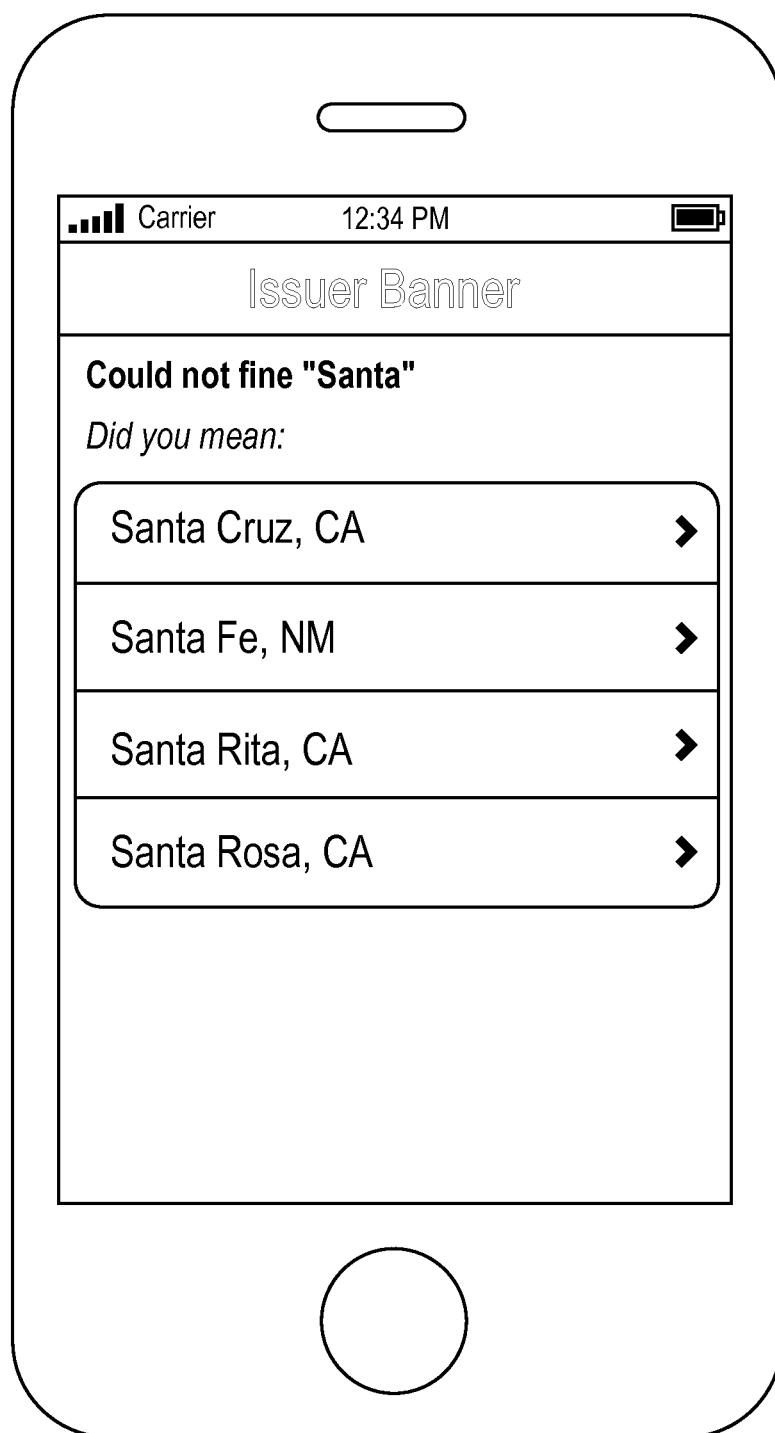 Carrier 12:34 PM
Issuer Banner
Could not fine "Santa"
Did you mean:
Santa Cruz, CA
Santa Fe, NM
Santa Rita, CA
Santa Rosa, CA